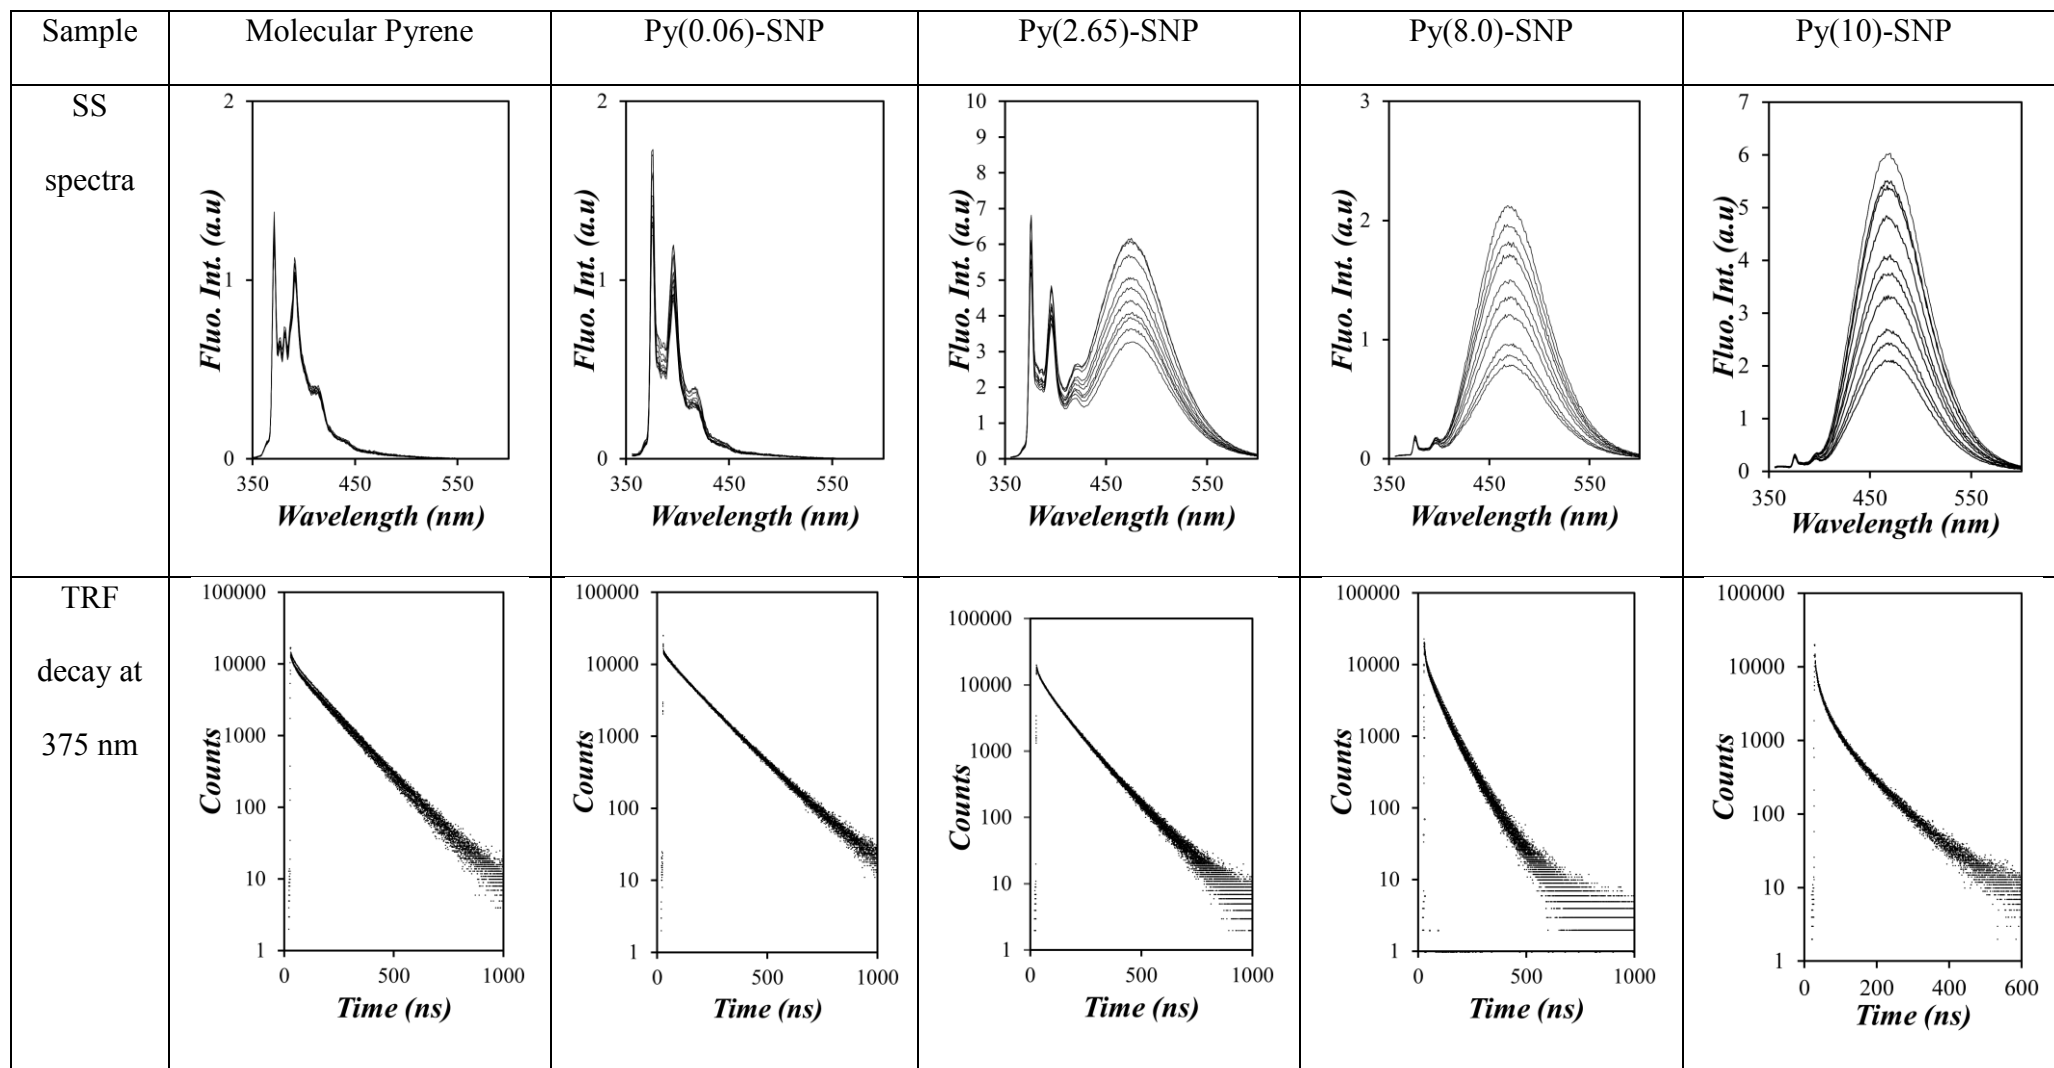 Sample
Molecular Pyrene
Py(0.06)-SNP
Py(2.65)-SNP
Py(8.0)-SNP
Py(10)-SNP
SS
spectra
Fluo. Int. (a.u)
2
1
0
350
450
550
Wavelength (nm)
Fluo. Int. (a.u)
2
1
0
350
450
550
Wavelength (nm)
Fluo. Int. (a.u)
10
9
8
7
6
5
4
3
2
1
0
350
450
550
Wavelength (nm)
Fluo. Int. (a.u)
3
2
1
0
350
450
550
Wavelength (nm)
Fluo. Int. (a.u)
7
6
5
4
3
2
1
0
350
450
550
Wavelength (nm)
TRF
decay at
375 nm
Counts
100000
10000
1000
100
10
1
0
500
1000
Time (ns)
Counts
100000
10000
1000
100
10
1
0
500
1000
Time (ns)
Counts
100000
10000
1000
100
10
1
0
500
1000
Time (ns)
Counts
100000
10000
1000
100
10
1
0
500
1000
Time (ns)
Counts
100000
10000
1000
100
10
1
0
200
400
600
Time (ns)